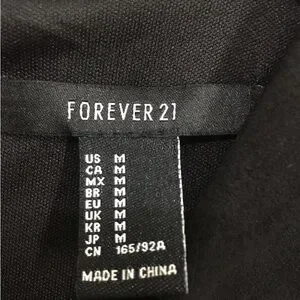 FOREVER 21
US M
CA M
MX M
BR M
EU M
UK M
KR M
JP M
CN 165/92A
MADE IN CHINA